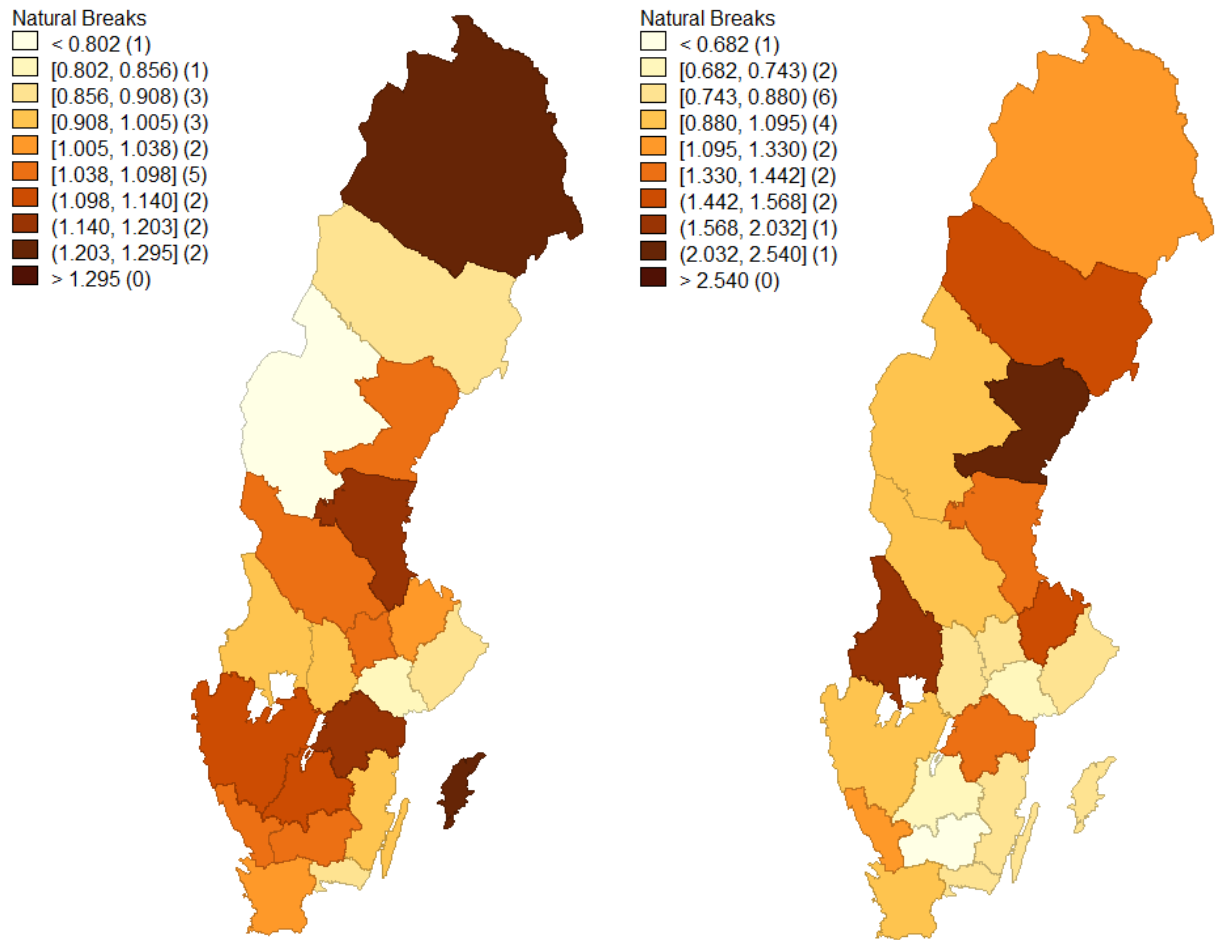 Natural Breaks
< 0.802 (1)
[0.802, 0.856) (1)
[0.856, 0.908) (3)
[0.908, 1.005) (3)
[1.005, 1.038) (2)
[1.038, 1.098] (5)
(1.098, 1.140] (2)
(1.140, 1.203] (2)
(1.203, 1.295] (2)
> 1.295 (0)
Natural Breaks
< 0.682 (1)
[0.682, 0.743) (2)
[0.743, 0.880) (6)
[0.880, 1.095) (4)
[1.095, 1.330) (2)
[1.330, 1.442] (2)
(1.442, 1.568] (2)
(1.568, 2.032] (1)
(2.032, 2.540] (1)
> 2.540 (0)